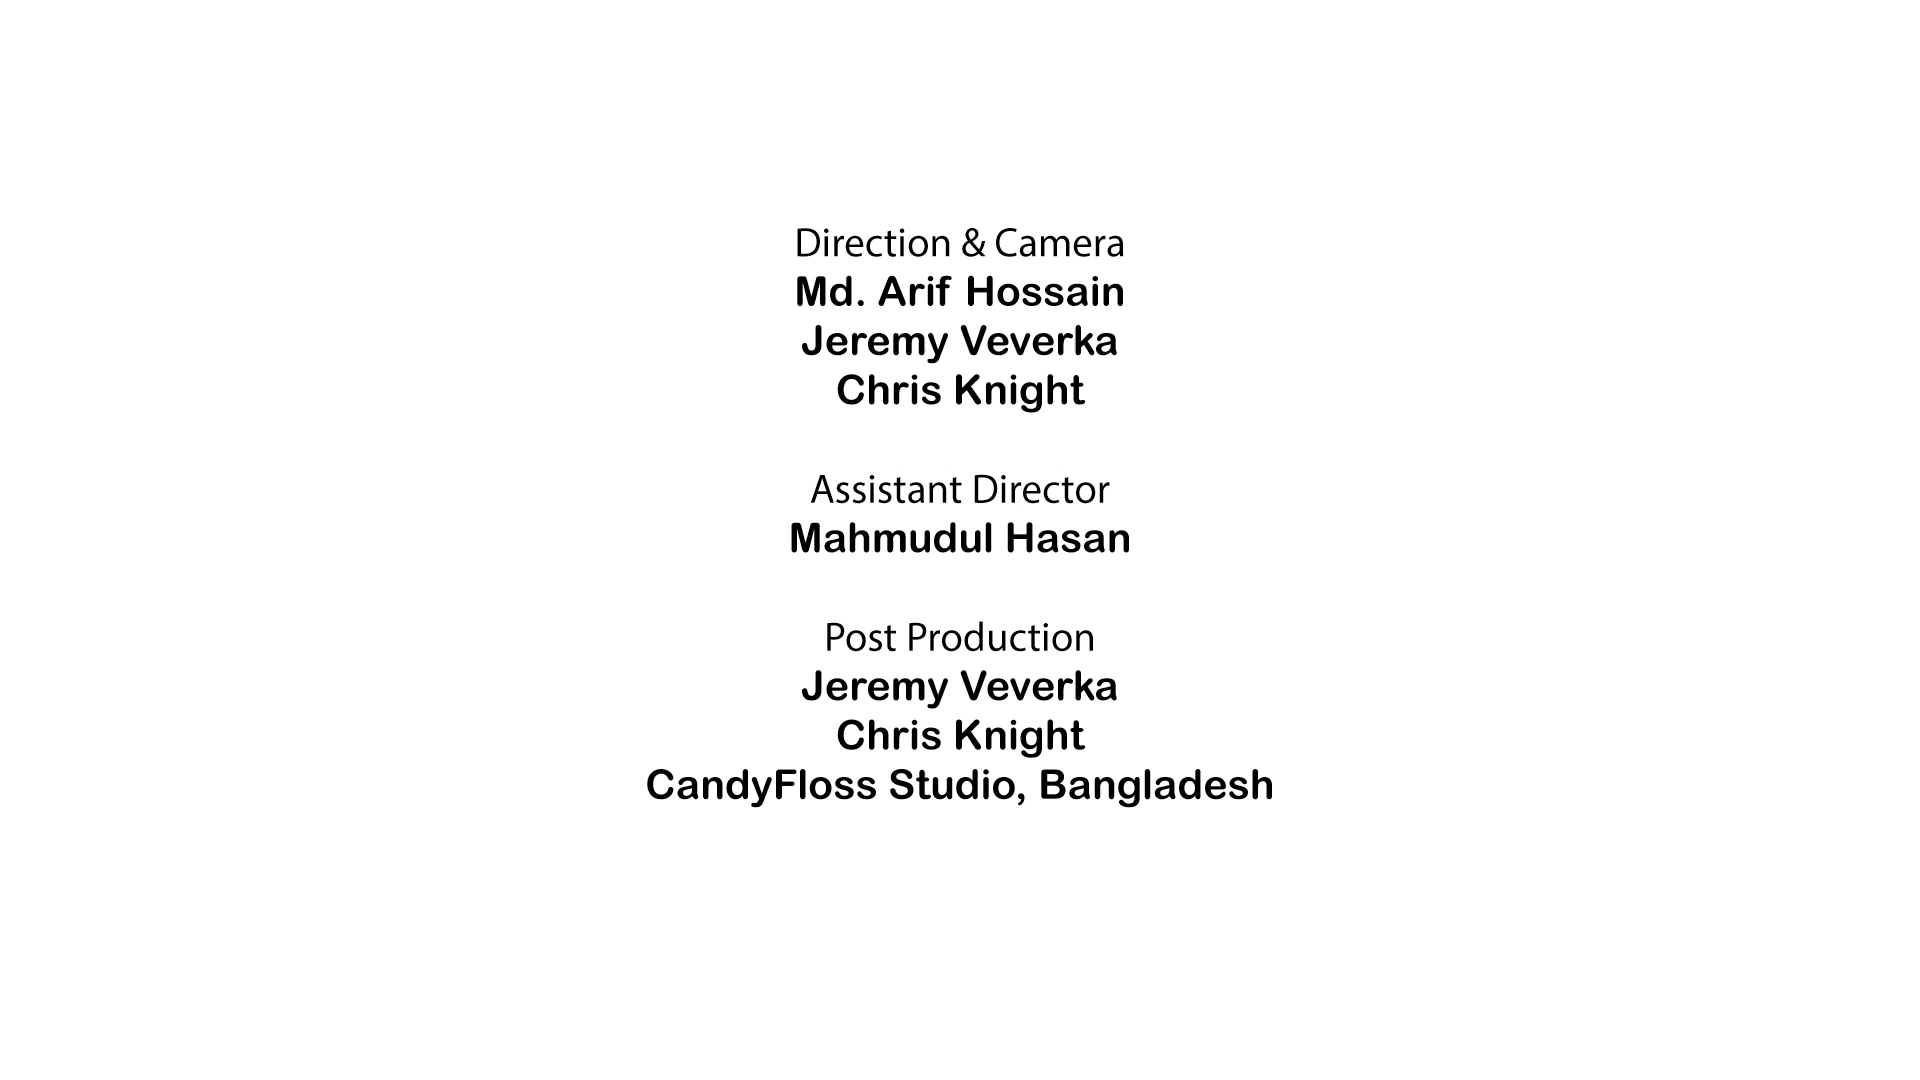 Direction & Camera
Md. Arif Hossain
Jeremy Veverka
Chris Knight
Assistant Director
Mahmudul Hasan
Post Production
Jeremy Veverka
Chris Knight
CandyFloss Studio, Bangladesh